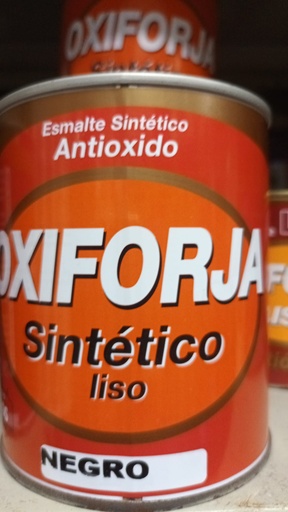 OXIFORJA
Esmalte Sintético
Antioxido
OXIFORJA
Sintético
liso
NEGRO